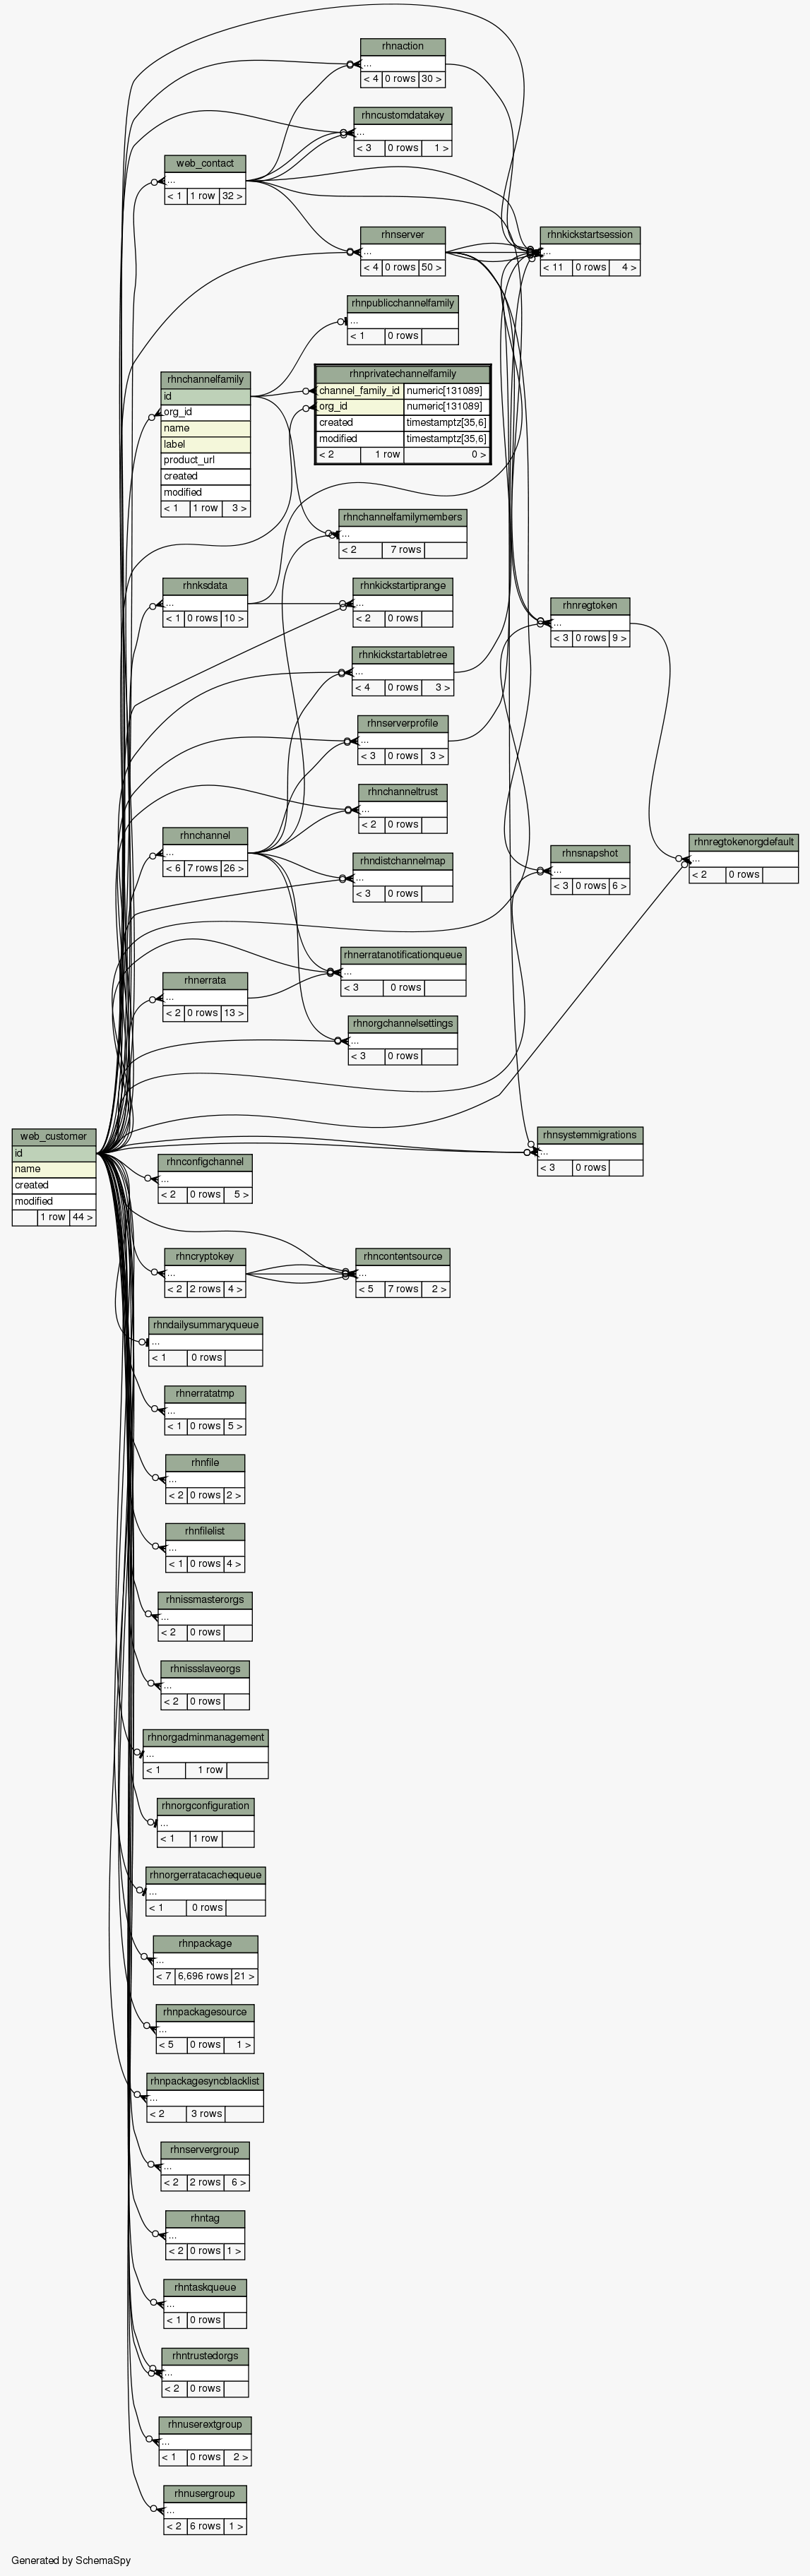 rhnaction
...
< 4 0 rows 30 >
rhncustomdatakey
...
< 3 0 rows 1 >
web_contact
...
< 1 1 row 32 >
rhnserver
...
< 4 0 rows 50 >
rhnkickstartsession
...
< 11 0 rows 4 >
rhnpublicchannelfamily
...
< 1 0 rows
rhnprivatechannelfamily
channel_family_id numeric[131089]
org_id numeric[131089]
created timestamptz[35,6]
modified timestamptz[35,6]
< 2 1 row 0 >
rhnchannelfamily
id
org_id
name
label
product_url
created
modified
< 1 1 row 3 >
rhnchannelfamilymembers
...
< 2 7 rows
rhnksdata
...
< 1 0 rows 10 >
rhnkickstartiprange
...
< 2 0 rows
rhnregtoken
...
< 3 0 rows 9 >
rhnkickstartabletree
...
< 4 0 rows 3 >
rhnserverprofile
...
< 3 0 rows 3 >
rhnchanneltrust
...
< 2 0 rows
rhnchannel
...
< 6 7 rows 26 >
rhndistchannelmap
...
< 3 0 rows
rhnsnapshot
...
< 3 0 rows 6 >
rhnregtokenorgdefault
...
< 2 0 rows
rhnerratanotificationqueue
...
< 3 0 rows
rhnerrata
...
< 2 0 rows 13 >
rhnorgchannelsettings
...
< 3 0 rows
web_customer
id
name
created
modified
1 row 44 >
rhnsystemmigrations
...
< 3 0 rows
rhnconfigchannel
...
< 2 0 rows 5 >
rhncryptokey
...
< 2 2 rows 4 >
rhncontentsource
...
< 5 7 rows 2 >
rhndailysummaryqueue
...
< 1 0 rows
rhnerratatmp
...
< 1 0 rows 5 >
rhnfile
...
< 2 0 rows 2 >
rhnfilelist
...
< 1 0 rows 4 >
rhnissmasterorgs
...
< 2 0 rows
rhnissslaveorgs
...
< 2 0 rows
rhnorgadminmanagement
...
< 1 1 row
rhnorgconfiguration
...
< 1 1 row
rhnorgerratacachequeue
...
< 1 0 rows
rhnpackage
...
< 7 6,696 rows 21 >
rhnpackagesource
...
< 5 0 rows 1 >
rhnpackagesyncblacklist
...
< 2 3 rows
rhnservergroup
...
< 2 2 rows 6 >
rhntag
...
< 2 0 rows 1 >
rhntaskqueue
...
< 1 0 rows
rhntrustedorgs
...
< 2 0 rows
rhnuserextgroup
...
< 1 0 rows 2 >
rhnusergroup
...
< 2 6 rows 1 >
Generated by SchemaSpy